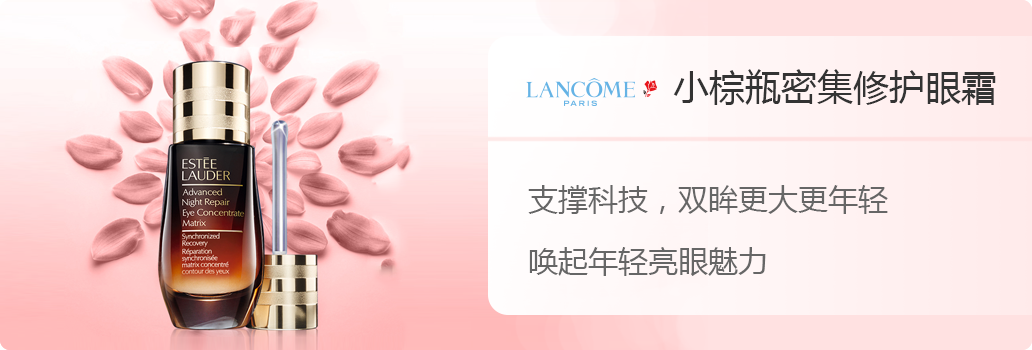 ESTĒE
LAUDER
Advanced
Night Repair
Eye Concentrate
Matrix
Synchronized
Recovery
Réparation
synchronisée
matrix concentré
contour des yeux
LANCÔME
PARIS
小棕瓶密集修护眼霜
支撑科技，双眸更大更年轻
唤起年轻亮眼魅力